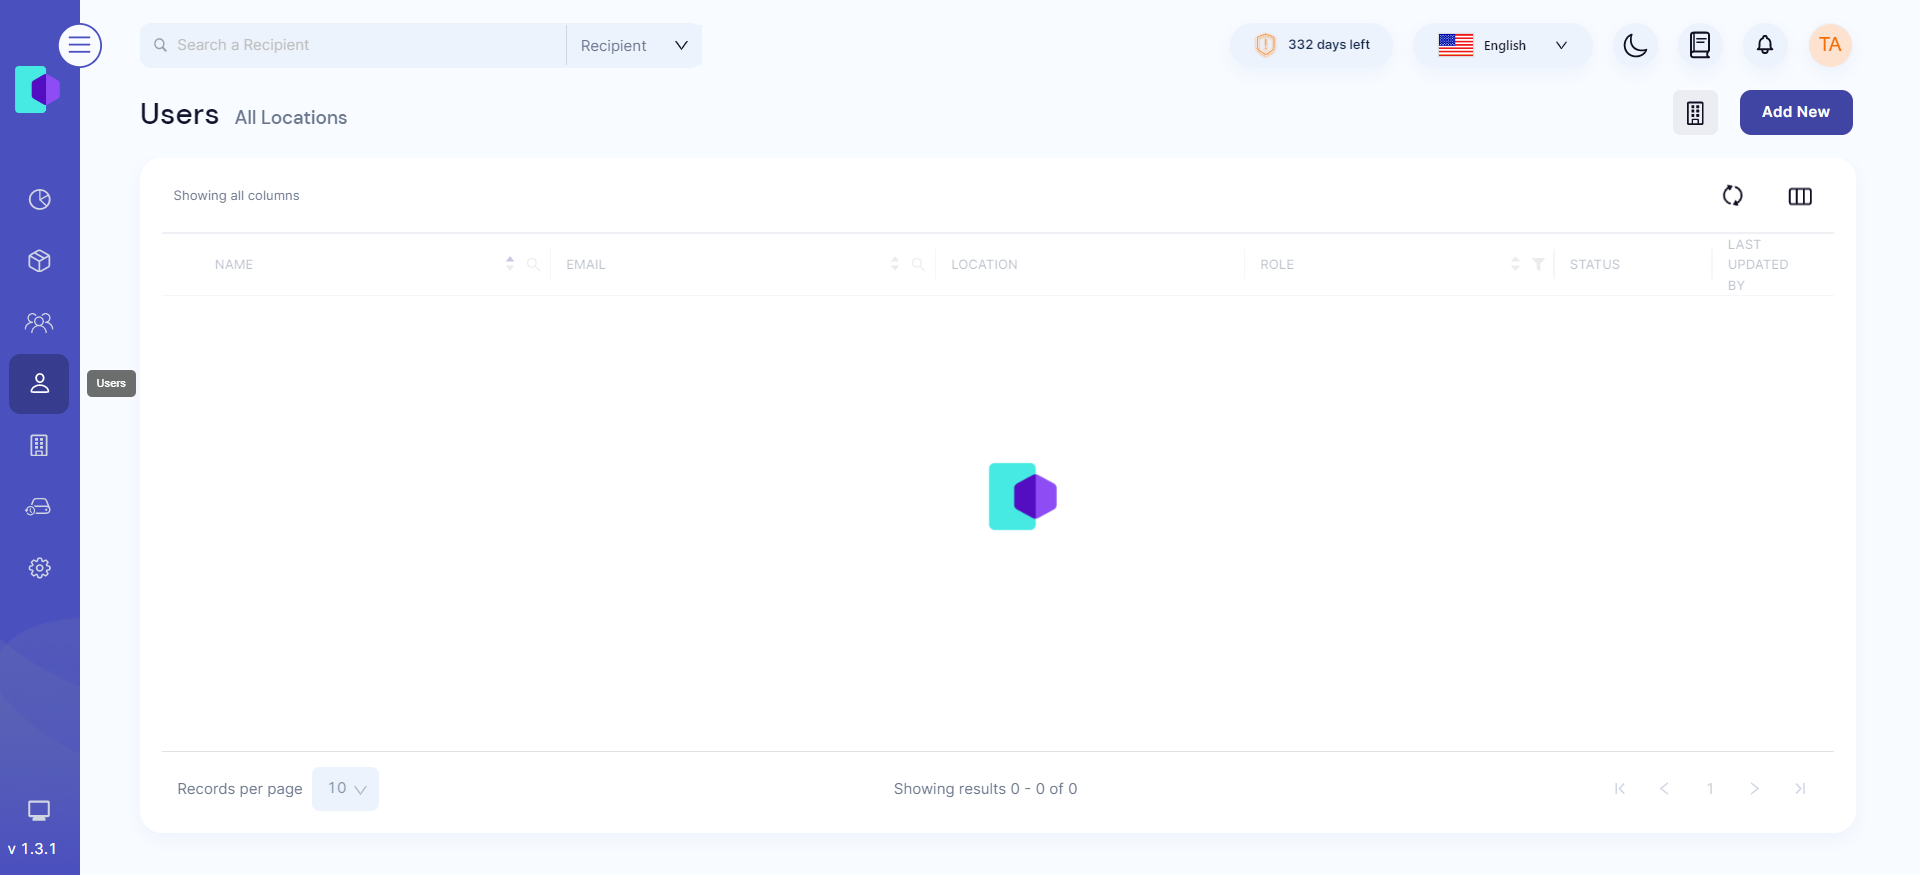 Search a Recipient
Recipient
332 days left
English
TA
Users
All Locations
Add New
Showing all columns
NAME
EMAIL
LOCATION
ROLE
STATUS
LAST
UPDATED
BY
Users
Records per page
10
Showing results 0 - 0 of 0
1
v 1.3.1